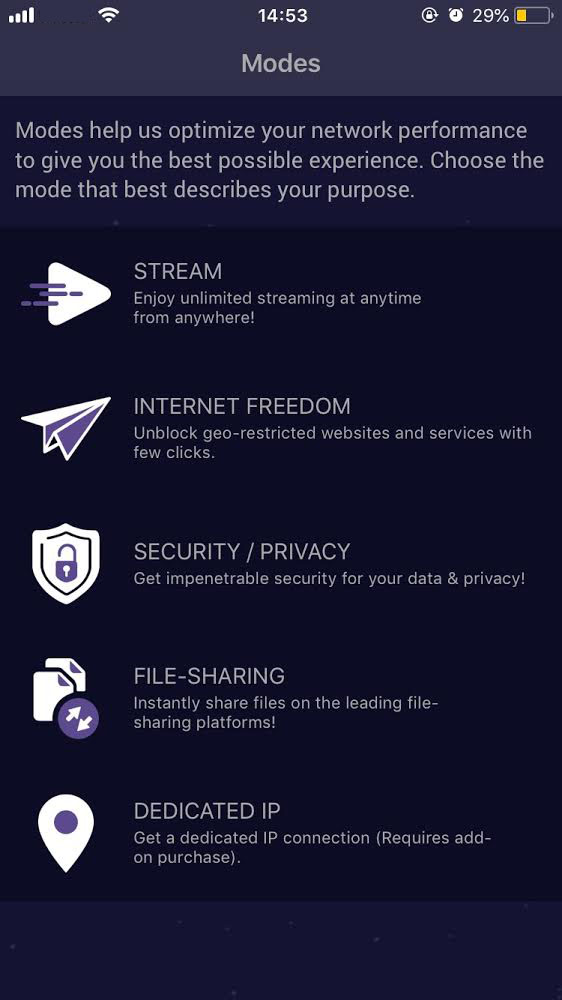 14:53 29%
Modes
Modes help us optimize your network performance
to give you the best possible experience. Choose the
mode that best describes your purpose.
STREAM
Enjoy unlimited streaming at anytime
from anywhere!
INTERNET FREEDOM
Unblock geo-restricted websites and services with
few clicks.
SECURITY / PRIVACY
Get impenetrable security for your data & privacy!
FILE-SHARING
Instantly share files on the leading file-
sharing platforms!
DEDICATED IP
Get a dedicated IP connection (Requires add-
on purchase).